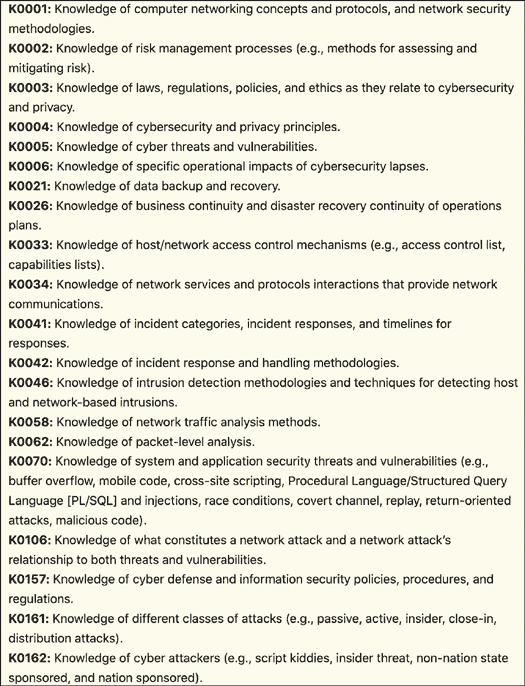 K0001: Knowledge of computer networking concepts and protocols, and network security
methodologies.
K0002: Knowledge of risk management processes (e.g., methods for assessing and
mitigating risk).
K0003: Knowledge of laws, regulations, policies, and ethics as they relate to cybersecurity
and privacy.
K0004: Knowledge of cybersecurity and privacy principles.
K0005: Knowledge of cyber threats and vulnerabilities.
K0006: Knowledge of specific operational impacts of cybersecurity lapses.
K0021: Knowledge of data backup and recovery.
K0026: Knowledge of business continuity and disaster recovery continuity of operations
plans.
K0033: Knowledge of host/network access control mechanisms (e.g., access control list,
capabilities lists).
K0034: Knowledge of network services and protocols interactions that provide network
communications.
K0041: Knowledge of incident categories, incident responses, and timelines for
responses.
K0042: Knowledge of incident response and handling methodologies.
K0046: Knowledge of intrusion detection methodologies and techniques for detecting host
and network-based intrusions.
K0058: Knowledge of network traffic analysis methods.
K0062: Knowledge of packet-level analysis.
K0070: Knowledge of system and application security threats and vulnerabilities (e.g.,
buffer overflow, mobile code, cross-site scripting, Procedural Language/Structured Query
Language [PL/SQL] and injections, race conditions, covert channel, replay, return-oriented
attacks, malicious code).
K0106: Knowledge of what constitutes a network attack and a network attack's
relationship to both threats and vulnerabilities.
K0157: Knowledge of cyber defense and information security policies, procedures, and
regulations.
K0161: Knowledge of different classes of attacks (e.g., passive, active, insider, close-in,
distribution attacks).
K0162: Knowledge of cyber attackers (e.g., script kiddies, insider threat, non-nation state
sponsored, and nation sponsored).